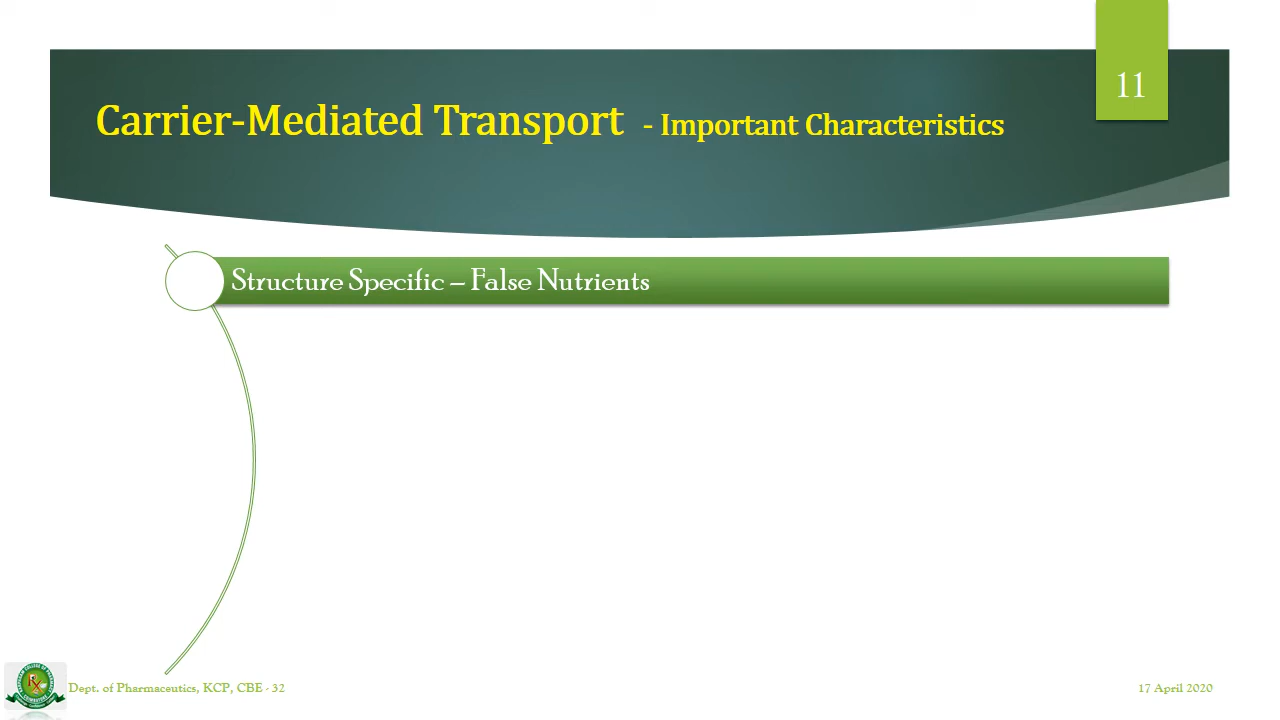 11
Carrier-Mediated Transport - Important Characteristics
Structure Specific – False Nutrients
Dept. of Pharmaceutics, KCP, CBE - 32
17 April 2020